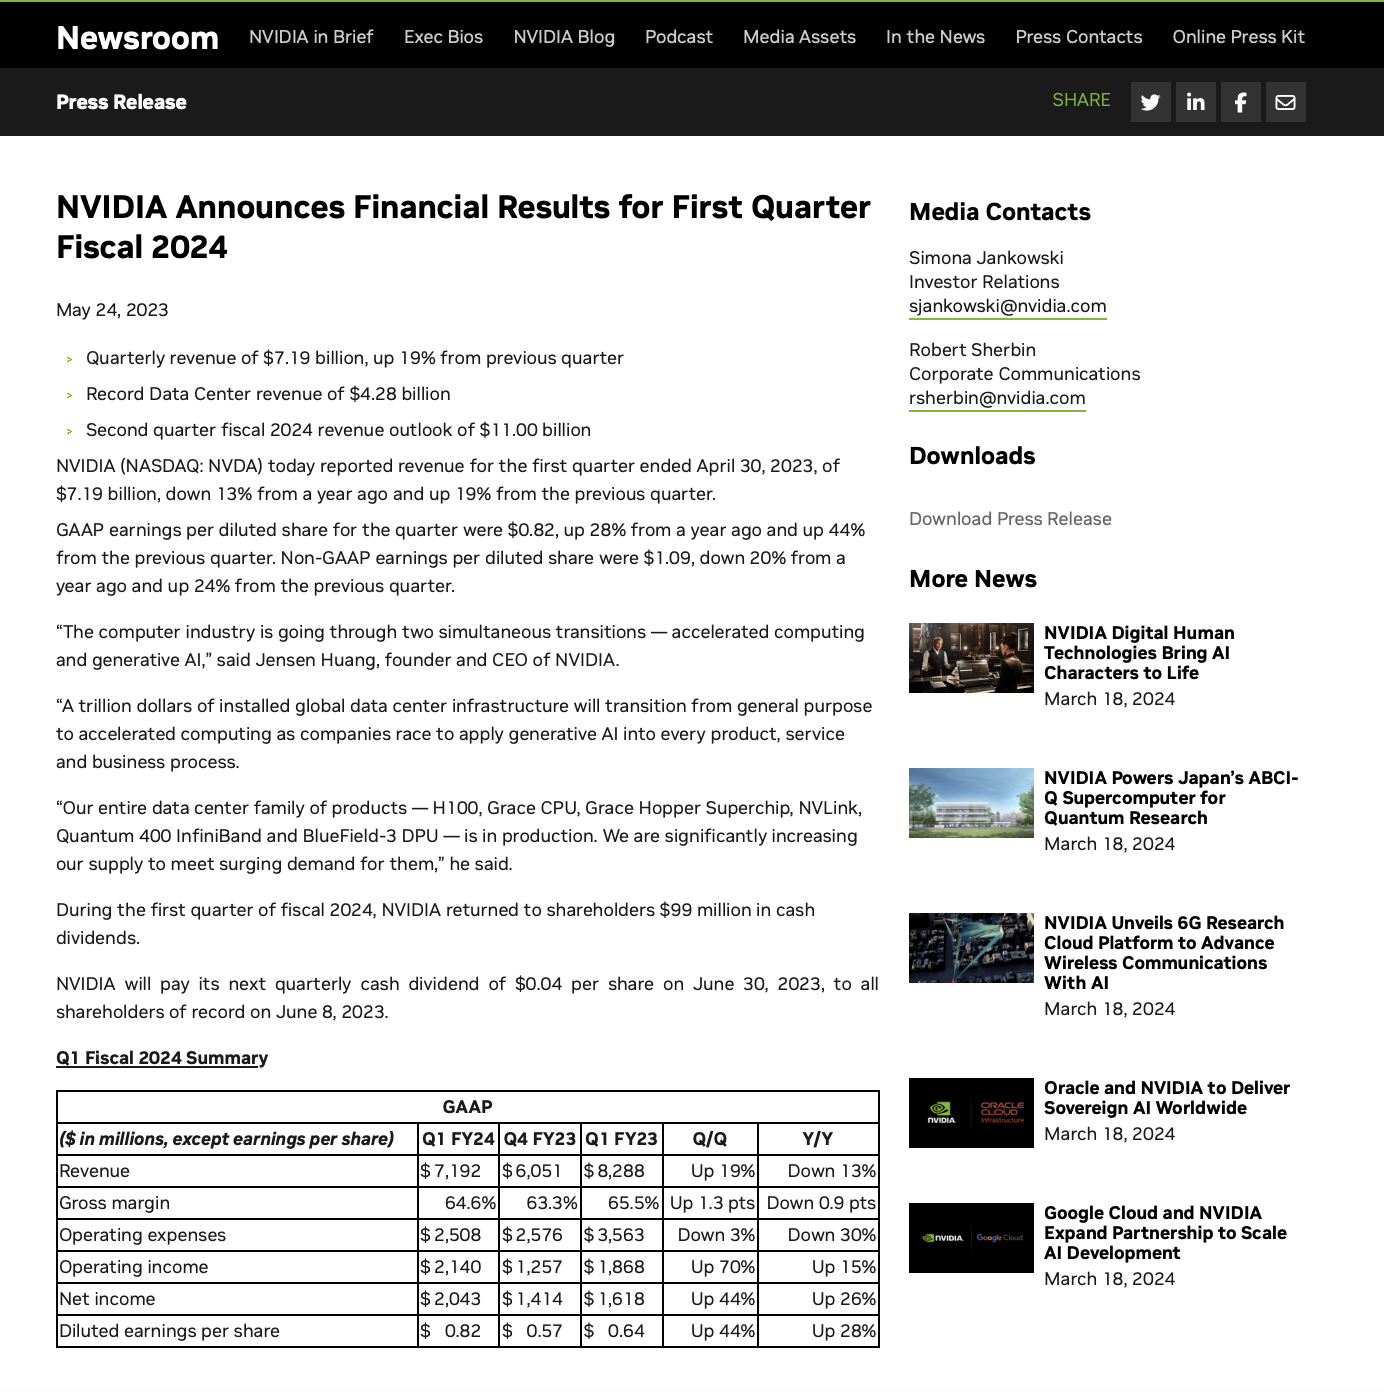 Newsroom NVIDIA in Brief Exec Bios NVIDIA Blog Podcast Media Assets In the News Press Contacts Online Press Kit
Press Release SHARE
NVIDIA Announces Financial Results for First Quarter
Fiscal 2024
May 24, 2023
> Quarterly revenue of $7.19 billion, up 19% from previous quarter
> Record Data Center revenue of $4.28 billion
> Second quarter fiscal 2024 revenue outlook of $11.00 billion
NVIDIA (NASDAQ: NVDA) today reported revenue for the first quarter ended April 30, 2023, of
$7.19 billion, down 13% from a year ago and up 19% from the previous quarter.
GAAP earnings per diluted share for the quarter were $0.82, up 28% from a year ago and up 44%
from the previous quarter. Non-GAAP earnings per diluted share were $1.09, down 20% from a
year ago and up 24% from the previous quarter.
“The computer industry is going through two simultaneous transitions — accelerated computing
and generative AI,” said Jensen Huang, founder and CEO of NVIDIA.
“A trillion dollars of installed global data center infrastructure will transition from general purpose
to accelerated computing as companies race to apply generative AI into every product, service
and business process.
“Our entire data center family of products — H100, Grace CPU, Grace Hopper Superchip, NVLink,
Quantum 400 InfiniBand and BlueField-3 DPU — is in production. We are significantly increasing
our supply to meet surging demand for them,” he said.
During the first quarter of fiscal 2024, NVIDIA returned to shareholders $99 million in cash
dividends.
NVIDIA will pay its next quarterly cash dividend of $0.04 per share on June 30, 2023, to all
shareholders of record on June 8, 2023.
Q1 Fiscal 2024 Summary
GAAP
($ in millions, except earnings per share) Q1 FY24 Q4 FY23 Q1 FY23 Q/Q Y/Y
Revenue $7,192 $6,051 $8,288 Up 19% Down 13%
Gross margin 64.6% 63.3% 65.5% Up 1.3 pts Down 0.9 pts
Operating expenses $2,508 $2,576 $3,563 Down 3% Down 30%
Operating income $2,140 $1,257 $1,868 Up 70% Up 15%
Net income $2,043 $1,414 $1,618 Up 44% Up 26%
Diluted earnings per share $ 0.82 $ 0.57 $ 0.64 Up 44% Up 28%
Media Contacts
Simona Jankowski
Investor Relations
sjankowski@nvidia.com
Robert Sherbin
Corporate Communications
rsherbin@nvidia.com
Downloads
Download Press Release
More News
NVIDIA Digital Human
Technologies Bring AI
Characters to Life
March 18, 2024
NVIDIA Powers Japan’s ABCI-
Q Supercomputer for
Quantum Research
March 18, 2024
NVIDIA Unveils 6G Research
Cloud Platform to Advance
Wireless Communications
With AI
March 18, 2024
NVIDIA. ORACLE
CLOUD
Infrastructure
Oracle and NVIDIA to Deliver
Sovereign AI Worldwide
March 18, 2024
NVIDIA. Google Cloud
Google Cloud and NVIDIA
Expand Partnership to Scale
AI Development
March 18, 2024